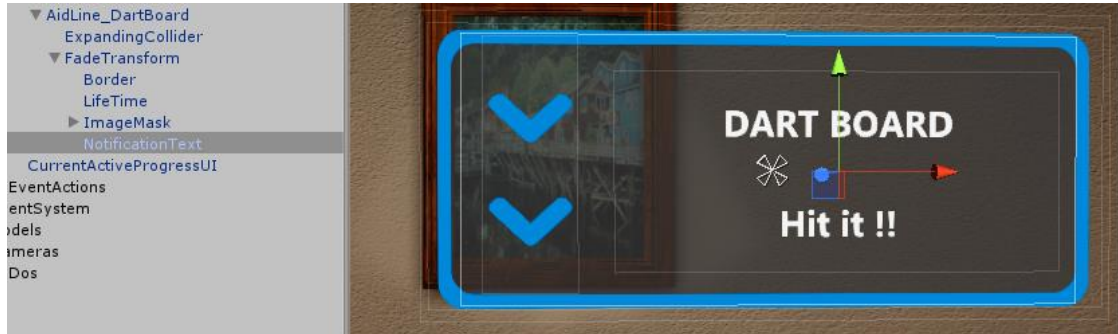 AidLine_DartBoard
ExpandingCollider
FadeTransform
Border
LifeTime
ImageMask
NotificationText
CurrentActiveProgressUI
EventActions
entSystem
odels
ameras
Dos
DART BOARD
Hit it !!